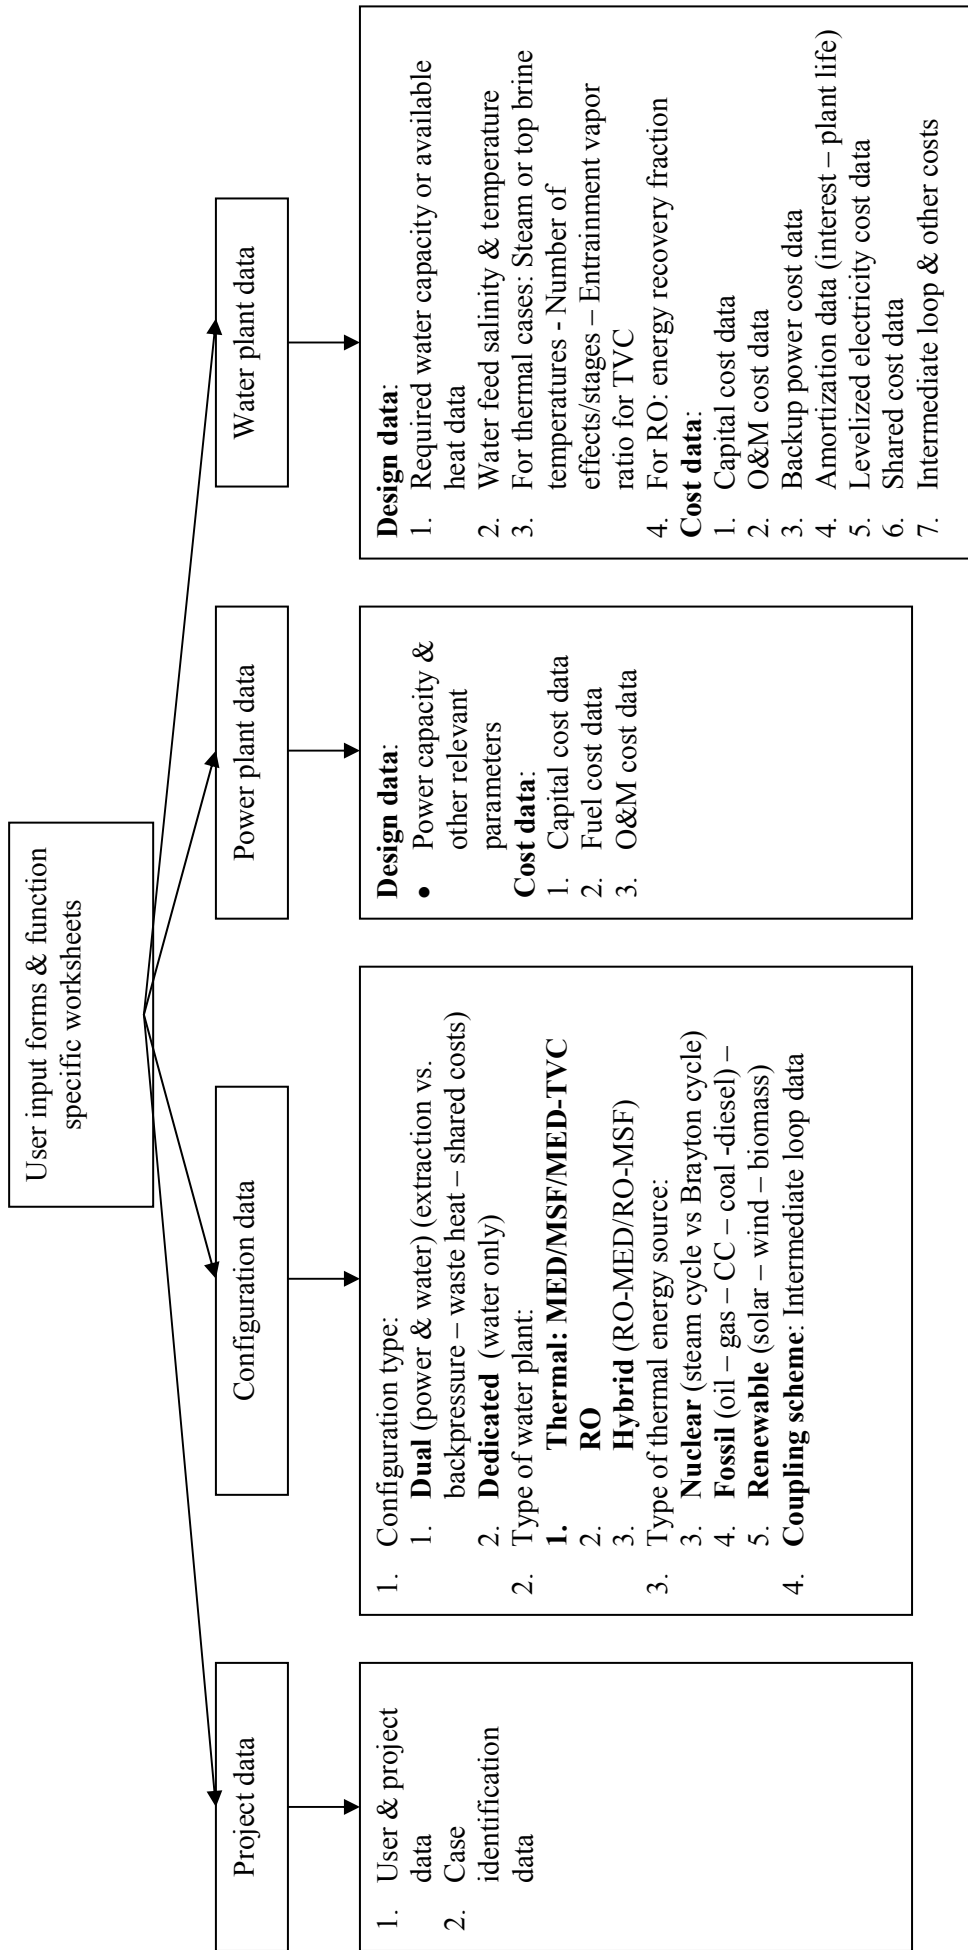 User input forms & function
specific worksheets
Project data
1. User & project
data
2. Case
identification
data
Configuration data
1. Configuration type:
1. Dual (power & water) (extraction vs.
backpressure – waste heat – shared costs)
2. Dedicated (water only)
2. Type of water plant:
1. Thermal: MED/MSF/MED-TVC
2. RO
3. Hybrid (RO-MED/RO-MSF)
3. Type of thermal energy source:
3. Nuclear (steam cycle vs Brayton cycle)
4. Fossil (oil – gas – CC – coal -diesel) –
5. Renewable (solar – wind – biomass)
4. Coupling scheme: Intermediate loop data
Power plant data
Design data:
• Power capacity &
other relevant
parameters
Cost data:
1. Capital cost data
2. Fuel cost data
3. O&M cost data
Water plant data
Design data:
1. Required water capacity or available
heat data
2. Water feed salinity & temperature
3. For thermal cases: Steam or top brine
temperatures - Number of
effects/stages – Entrainment vapor
ratio for TVC
4. For RO: energy recovery fraction
Cost data:
1. Capital cost data
2. O&M cost data
3. Backup power cost data
4. Amortization data (interest – plant life)
5. Levelized electricity cost data
6. Shared cost data
7. Intermediate loop & other costs